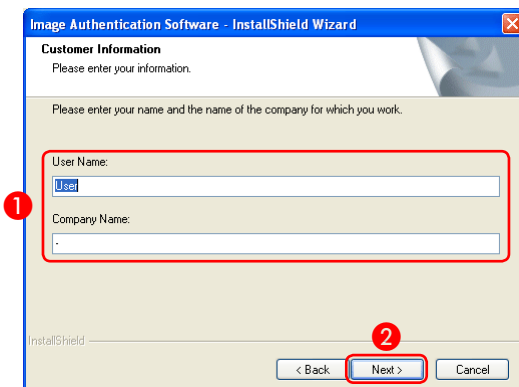 Image Authentication Software - InstallShield Wizard
Customer Information
Please enter your information.
Please enter your name and the name of the company for which you work.
1
User Name:
User
Company Name:
-
InstallShield
2
< Back Next > Cancel